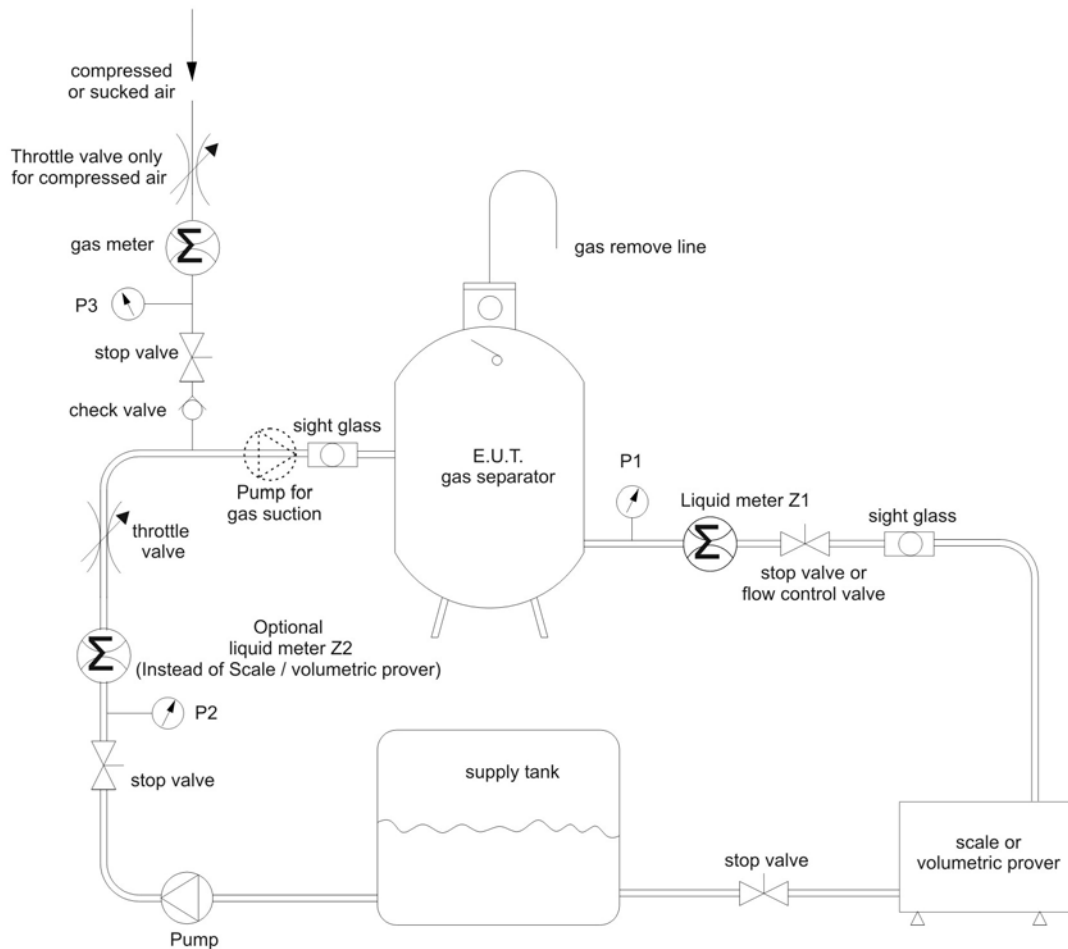 compressed
or sucked air
Throttle valve only
for compressed air
gas meter
Σ
P3
stop valve
check valve
gas remove line
sight glass
Pump for
gas suction
E.U.T.
gas separator
P1
Liquid meter Z1
Σ
sight glass
stop valve or
flow control valve
throttle
valve
Optional
liquid meter Z2
(Instead of Scale / volumetric prover)
Σ
P2
stop valve
supply tank
Pump
stop valve
scale or
volumetric prover